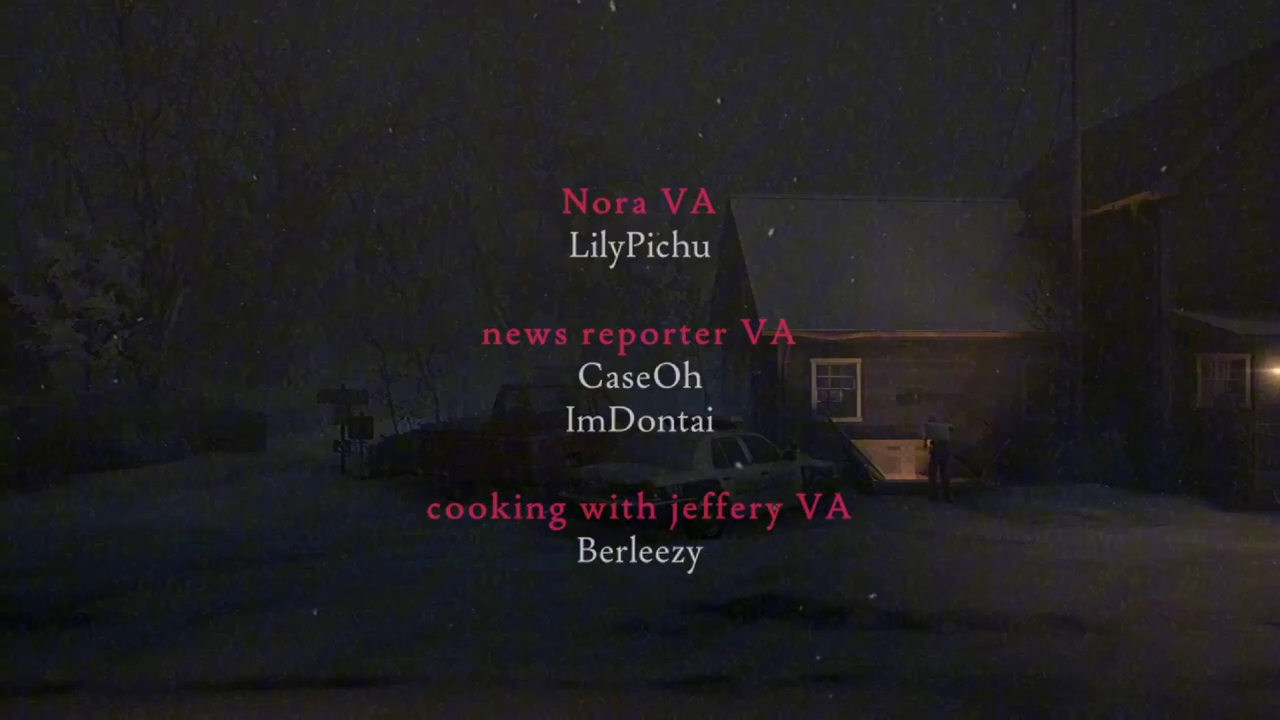 Nora VA
LilyPichu
news reporter VA
CaseOh
ImDontai
cooking with jeffery VA
Berleezy